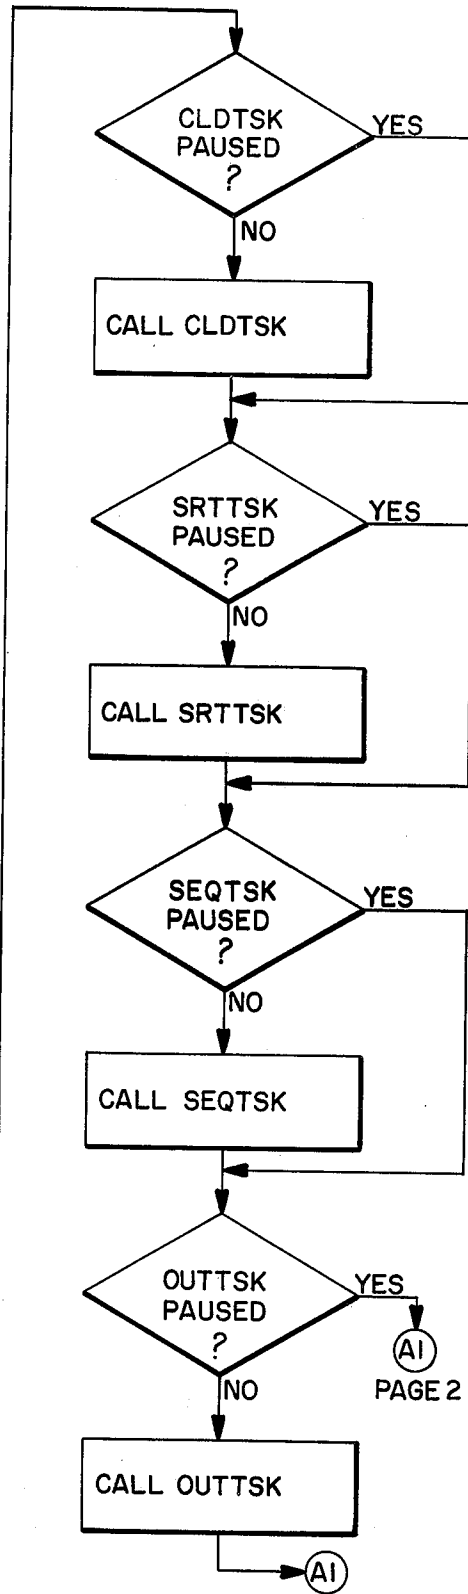 CLDTSK
PAUSED
?
YES
NO
CALL CLDTSK
SRTTSK
PAUSED
?
YES
NO
CALL SRTTSK
SEQTSK
PAUSED
?
YES
NO
CALL SEQTSK
OUTTSK
PAUSED
?
YES
A1
PAGE 2
NO
CALL OUTTSK
A1